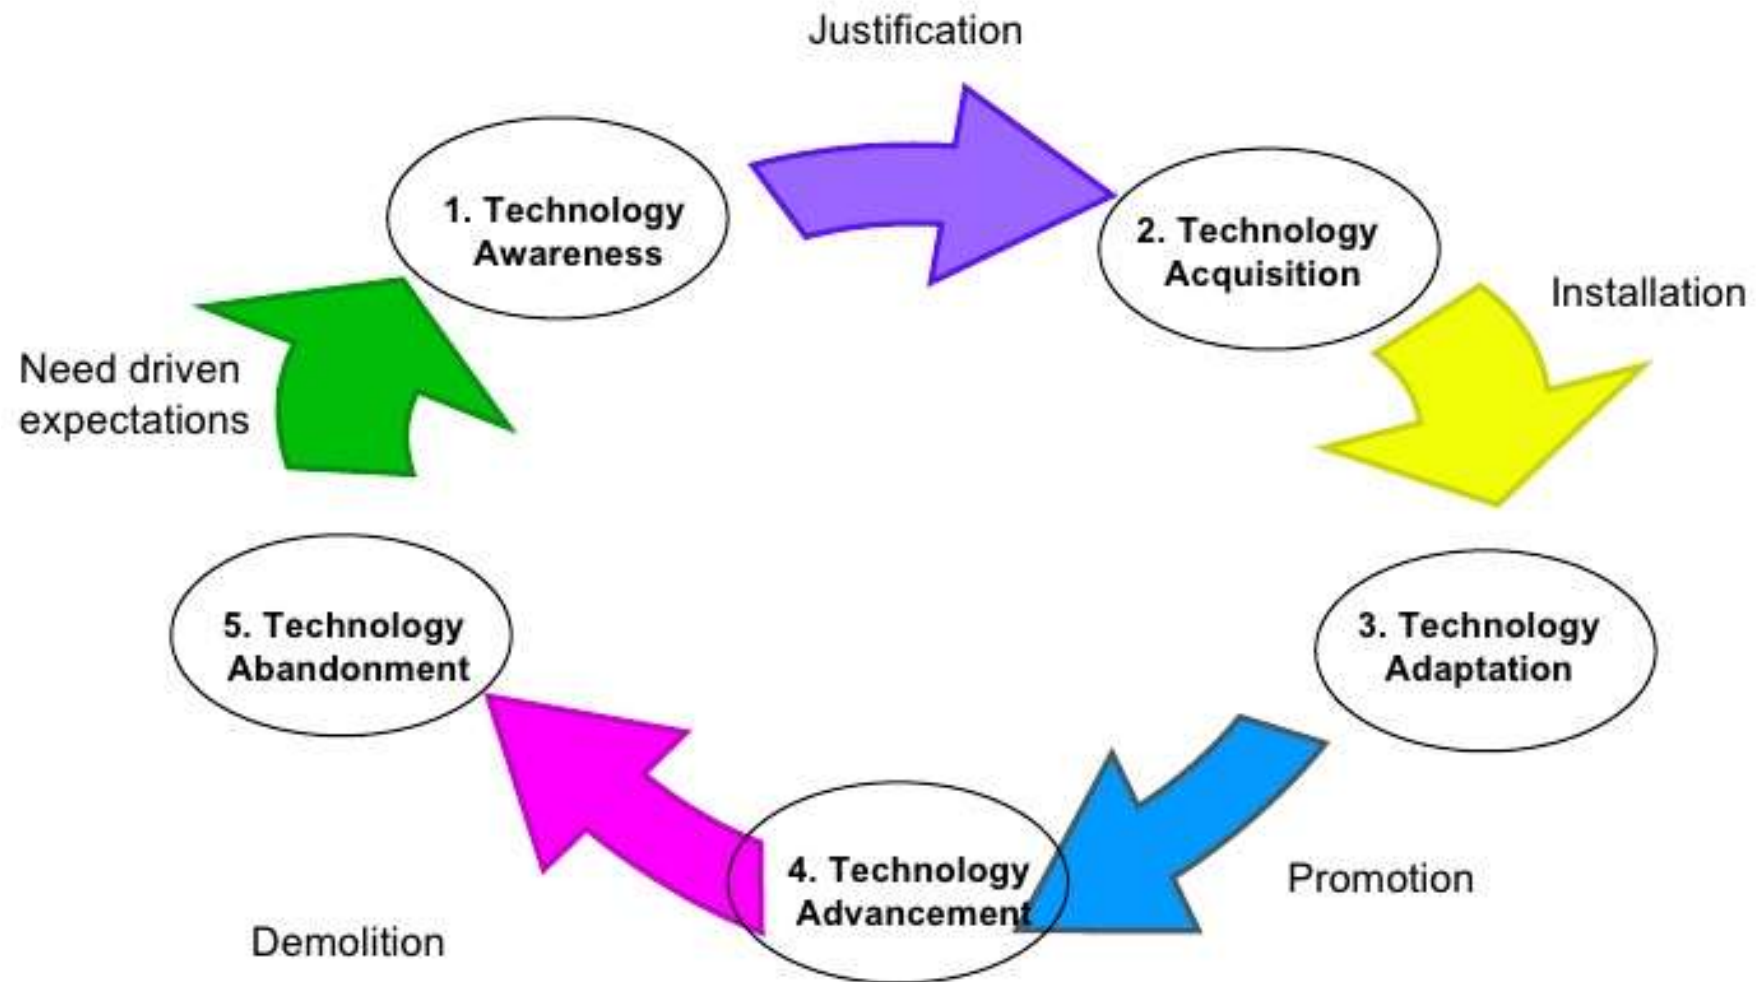 Justification
1. Technology
Awareness
2. Technology
Acquisition
Installation
Need driven
expectations
5. Technology
Abandonment
3. Technology
Adaptation
4. Technology
Advancement
Promotion
Demolition